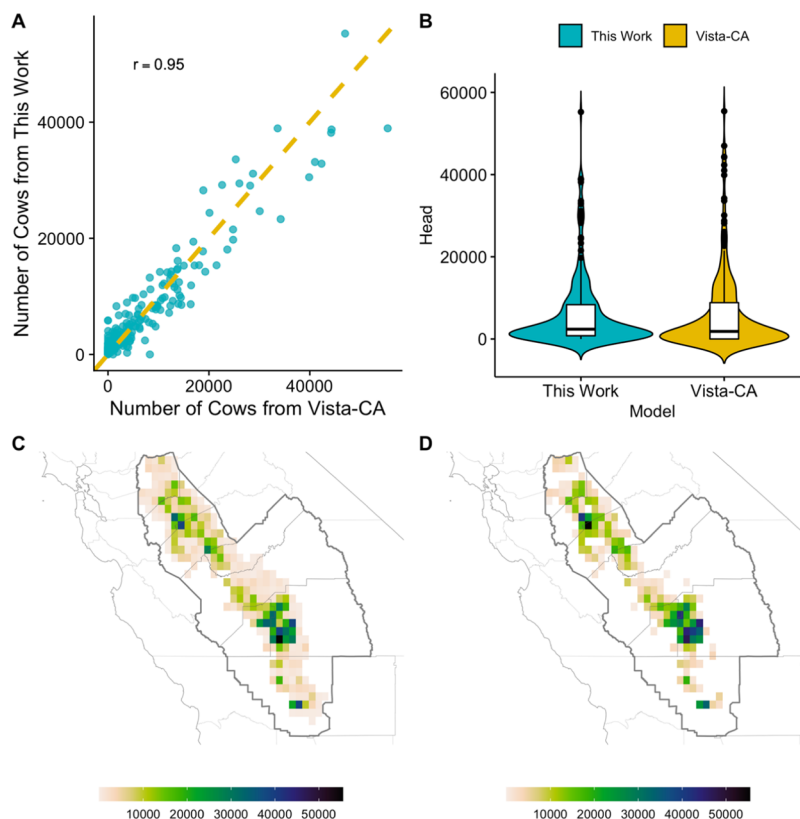 A
Number of Cows from This Work
r = 0.95
40000
20000
0
0 20000 40000
Number of Cows from Vista-CA
B
This Work Vista-CA
Head
60000
40000
20000
0
This Work Vista-CA
Model
C
10000 20000 30000 40000 50000
D
10000 20000 30000 40000 50000